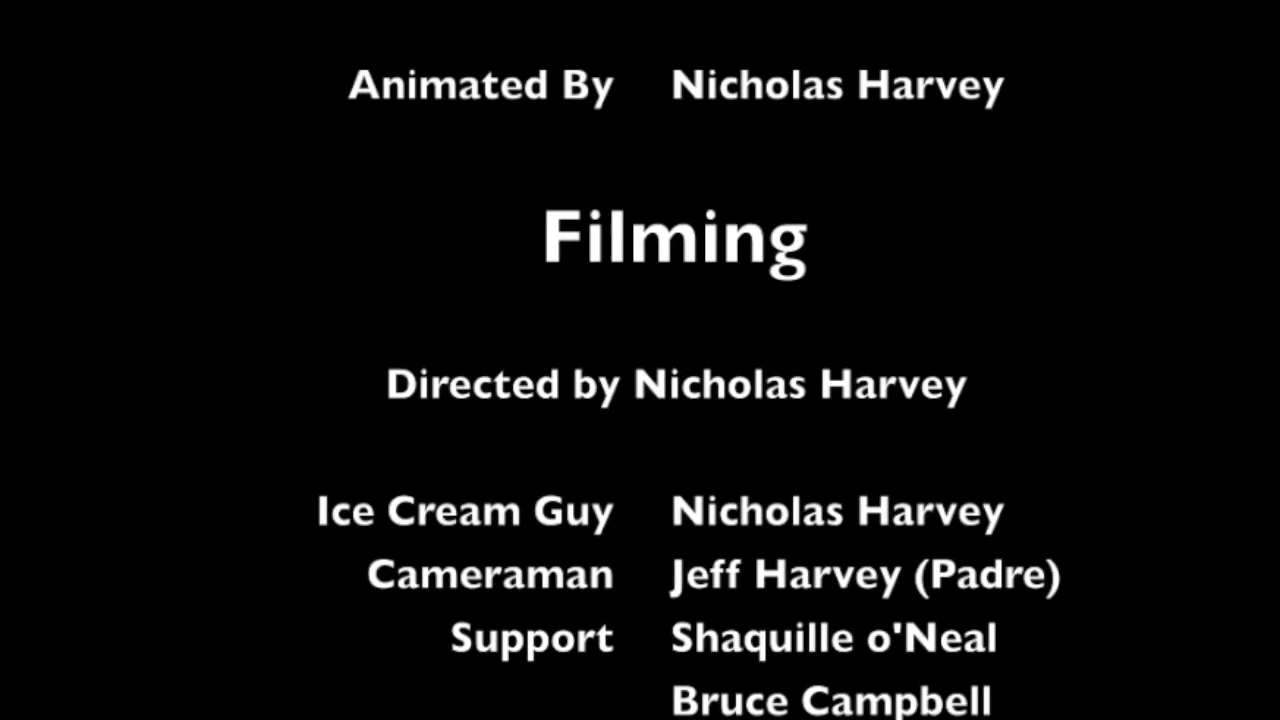 Animated By Nicholas Harvey
Filming
Directed by Nicholas Harvey
Ice Cream Guy Nicholas Harvey
Cameraman Jeff Harvey (Padre)
Support Shaquille o'Neal
Bruce Campbell